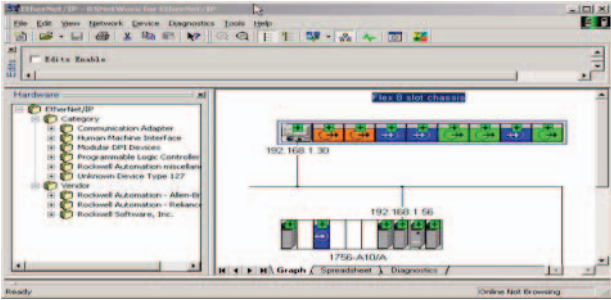 EtherNet/IP - RSNetWorx for EtherNet/IP
File Edit View Network Device Diagnostics Tools Help
Edits Enable
Edits
Hardware
EtherNet/IP
Category
Communication Adapter
Human Machine Interface
Modular DPI Devices
Programmable Logic Controller
Rockwell Automation miscellan
Unknown Device Type 127
Vendor
Rockwell Automation - Allen-Br
Rockwell Automation - Reliance
Rockwell Software, Inc.
Flex 8 slot chassis
192.168.1.30
192.168.1.56
1756-A10/A
Graph Spreadsheet Diagnostics
Ready
Online Not Browsing